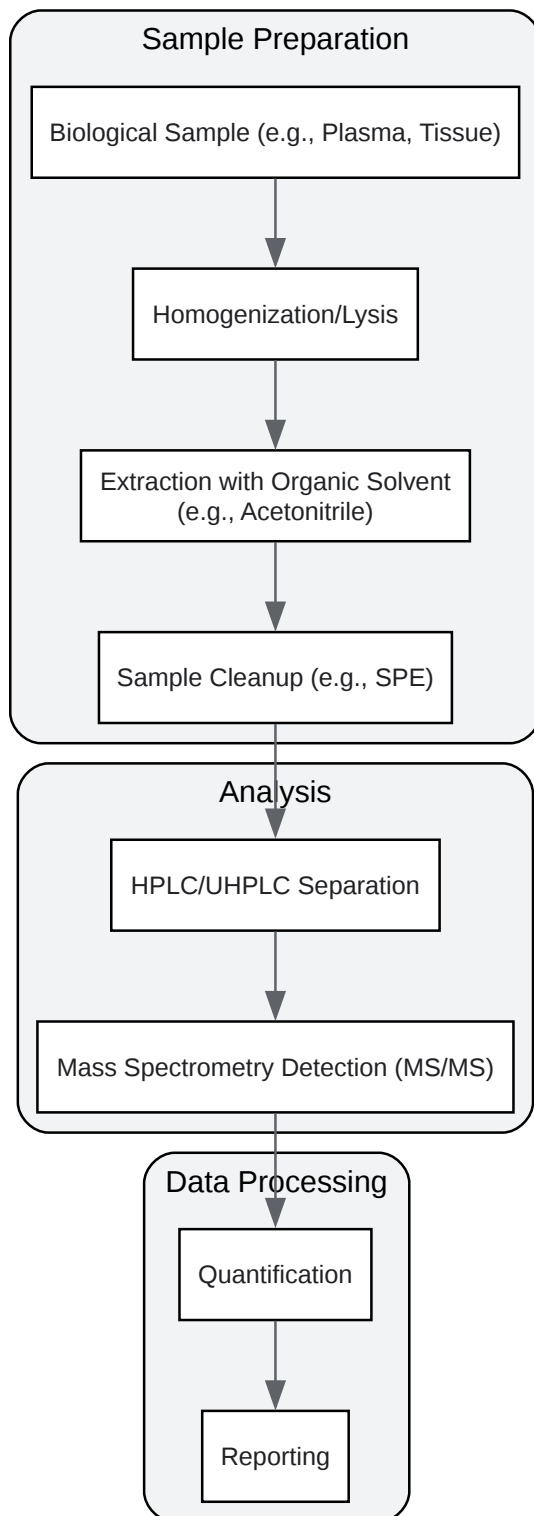 Sample Preparation
Biological Sample (e.g., Plasma, Tissue)
Homogenization/Lysis
Extraction with Organic Solvent
(e.g., Acetonitrile)
Sample Cleanup (e.g., SPE)
Analysis
HPLC/UHPLC Separation
Mass Spectrometry Detection (MS/MS)
Data Processing
Quantification
Reporting